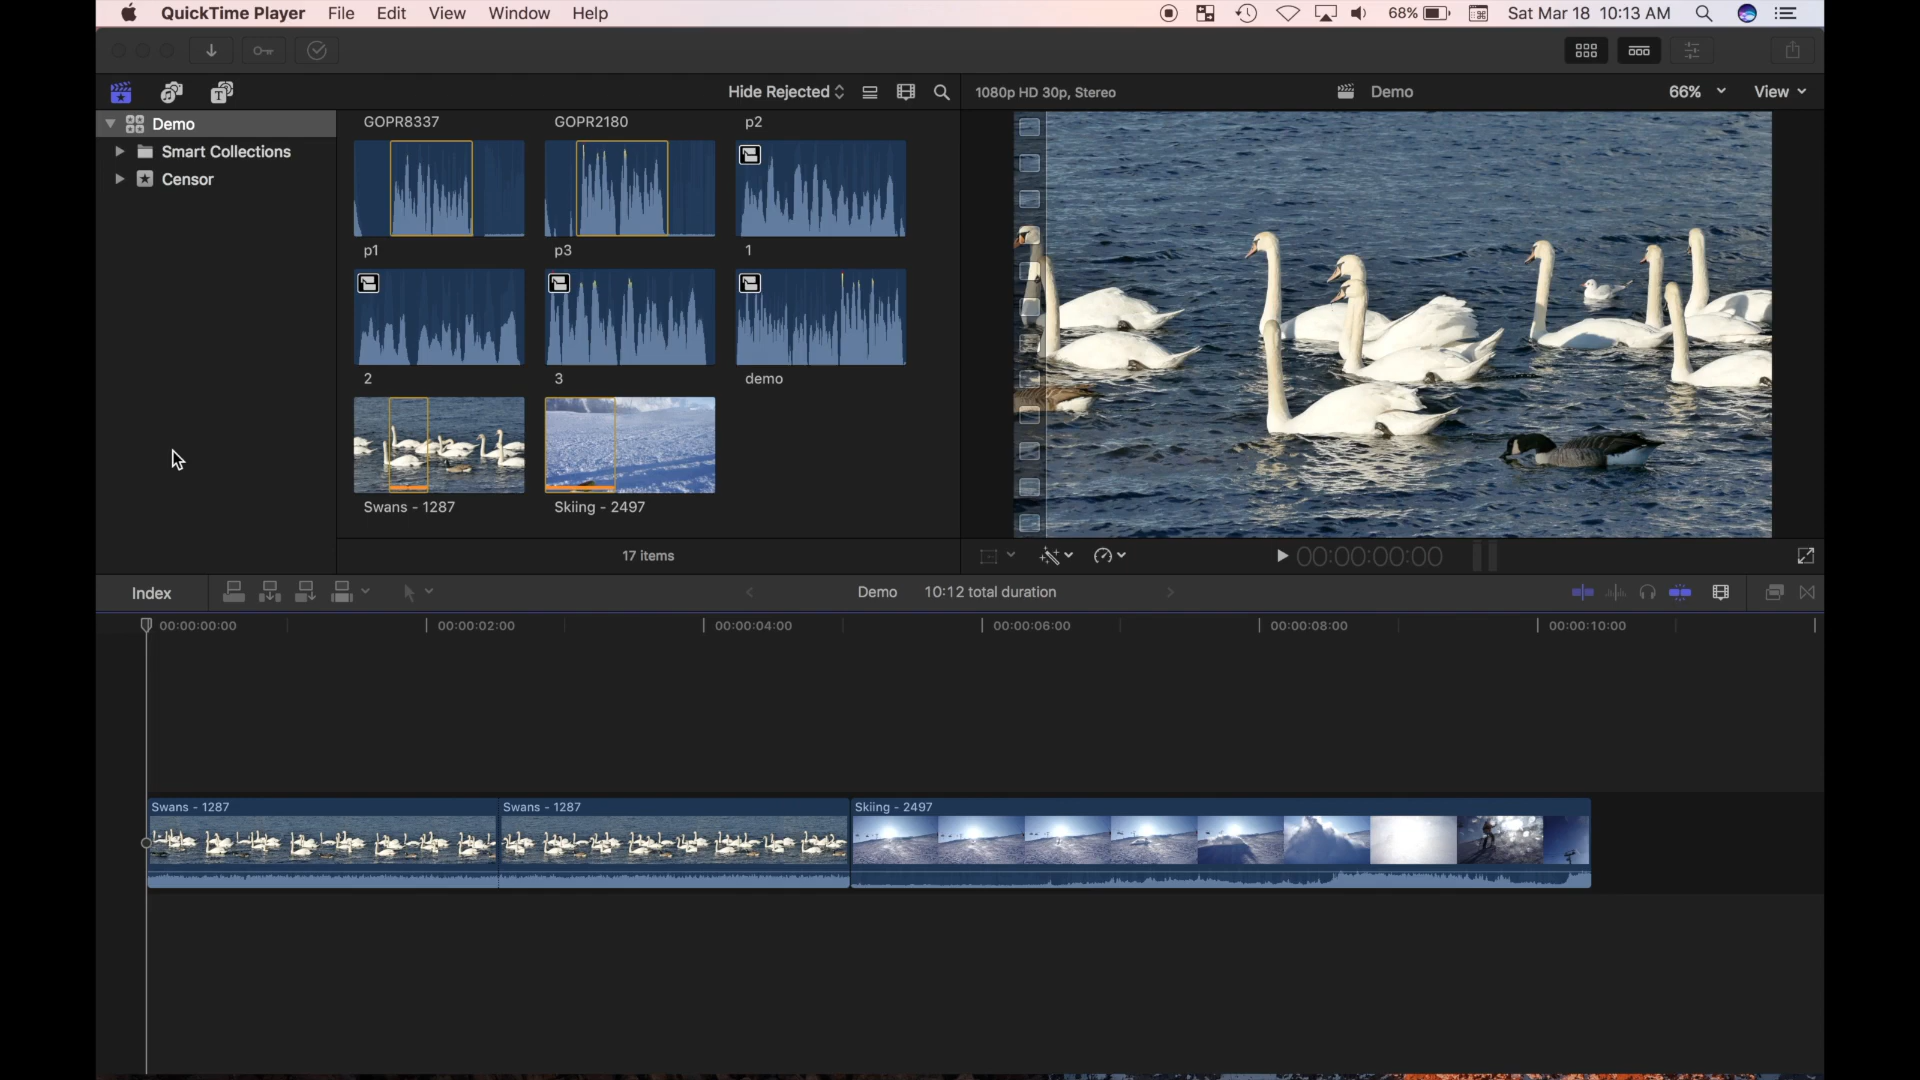 QuickTime Player File Edit View Window Help 68% Sat Mar 18 10:13 AM
Hide Rejected 1080p HD 30p, Stereo Demo 66% View
Demo
Smart Collections
Censor
GOPR8337 GOPR2180 p2
p1 p3 1
2 3 demo
Swans - 1287 Skiing - 2497
17 items
00:00:00:00
Index Demo 10:12 total duration
00:00:00:00 00:00:02:00 00:00:04:00 00:00:06:00 00:00:08:00 00:00:10:00
Swans - 1287 Swans - 1287 Skiing - 2497